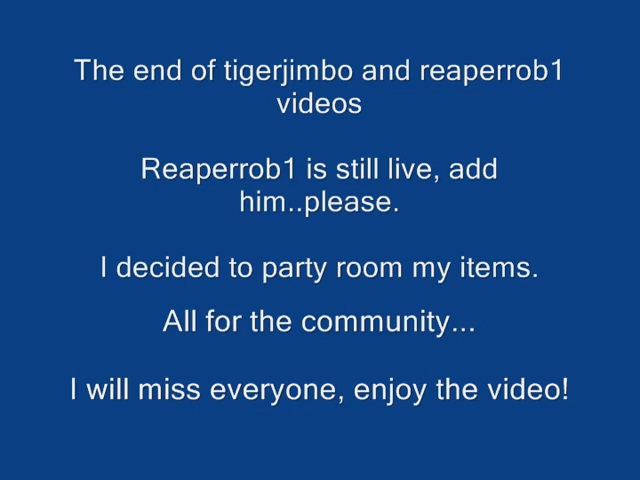 The end of tigerjimbo and reaperrob1
videos
Reaperrob1 is still live, add
him..please.
I decided to party room my items.
All for the community...
I will miss everyone, enjoy the video!